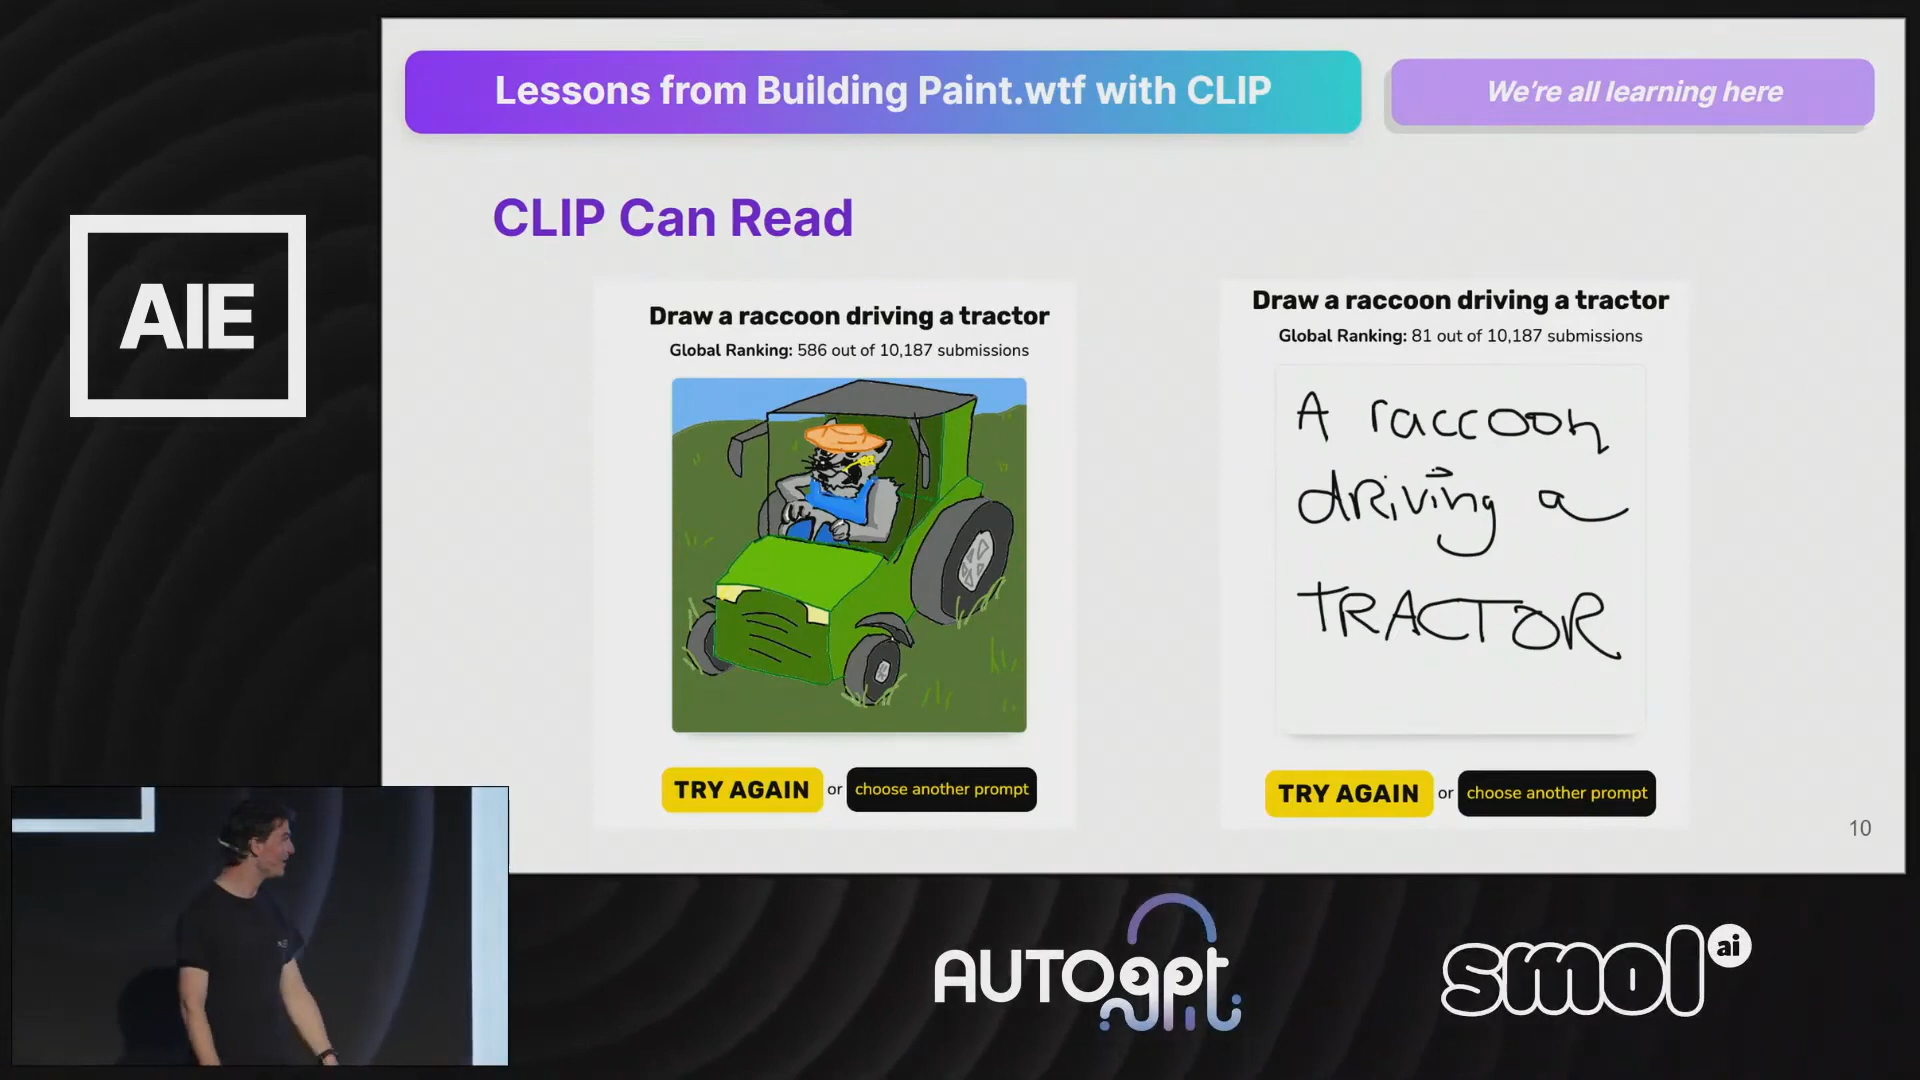 Lessons from Building Paint.wtf with CLIP
We're all learning here
AIE
CLIP Can Read
Draw a raccoon driving a tractor
Global Ranking: 586 out of 10,187 submissions
TRY AGAIN or choose another prompt
Draw a raccoon driving a tractor
Global Ranking: 81 out of 10,187 submissions
A raccoon
driving a
TRACTOR
TRY AGAIN or choose another prompt
10
AUTOgpt
smol ai